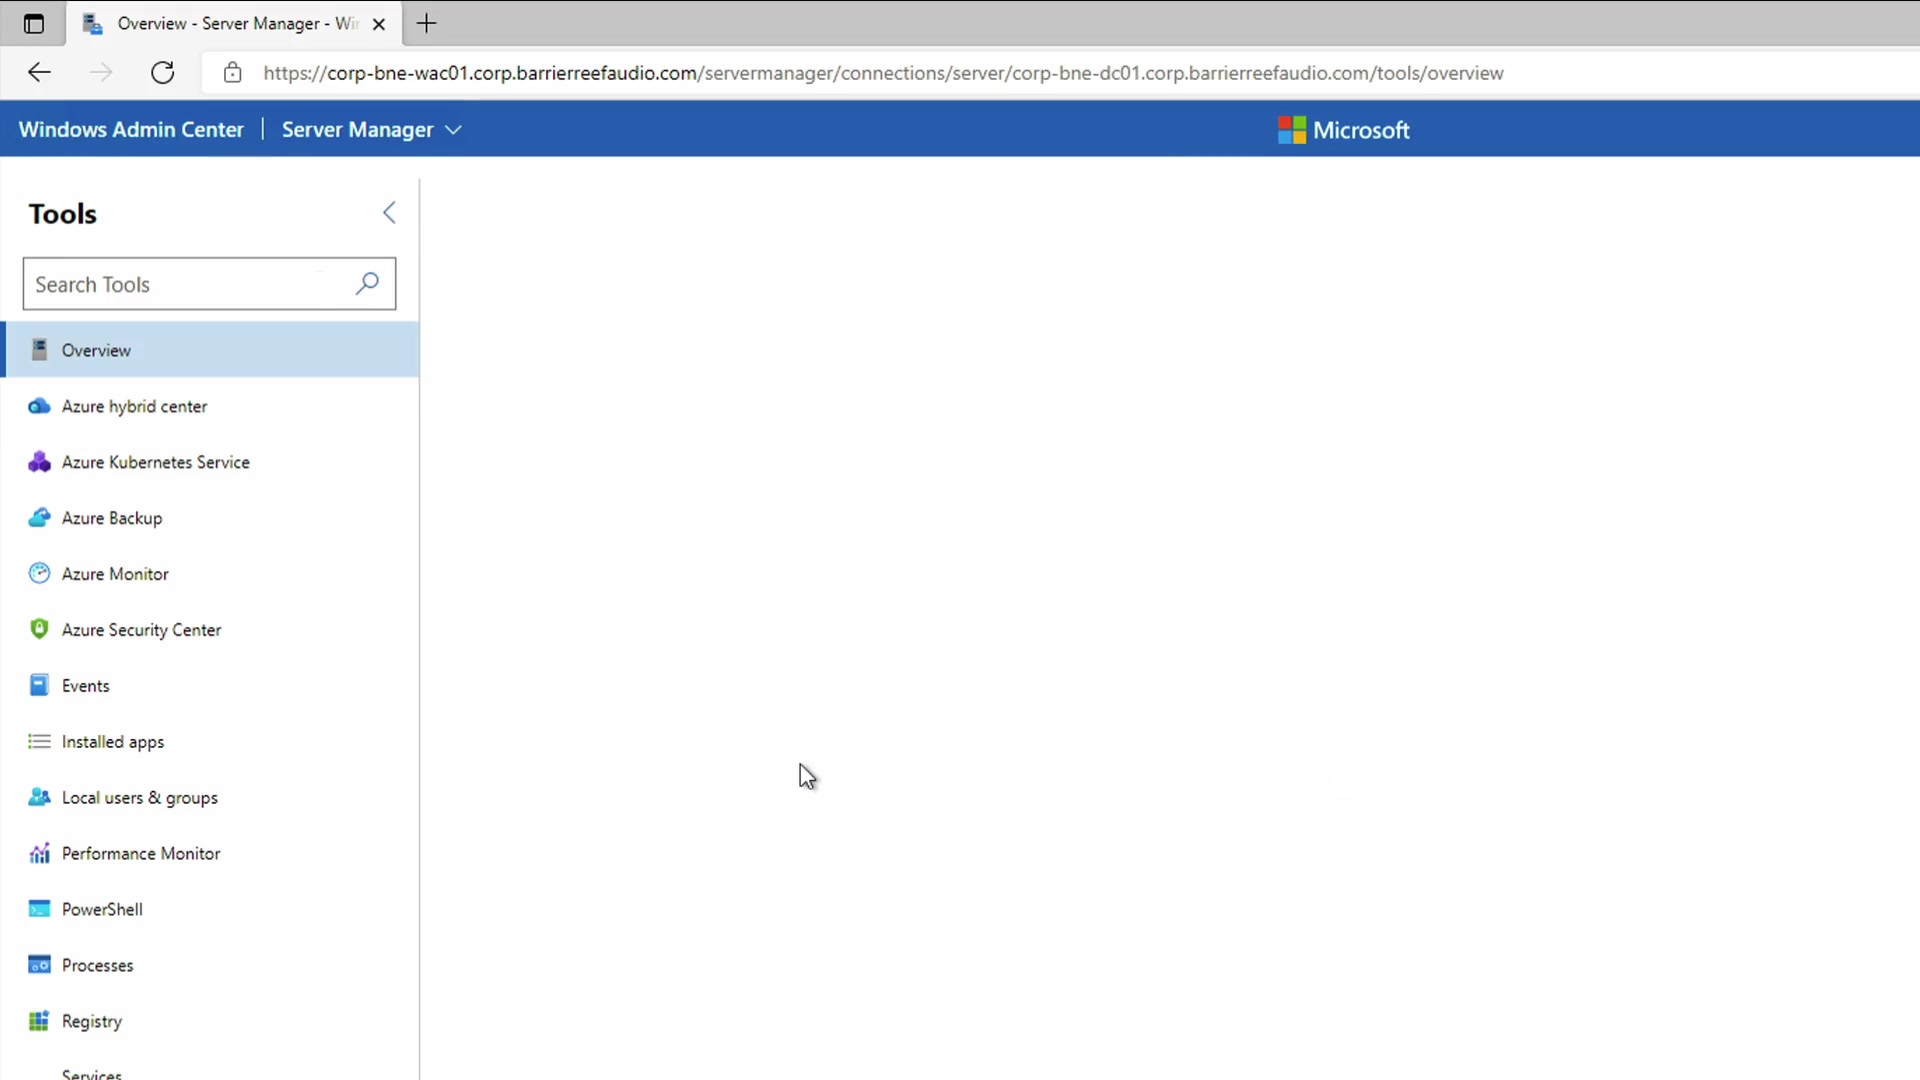 Overview - Server Manager - Wi
https://corp-bne-wac01.corp.barrierreefaudio.com/servermanager/connections/server/corp-bne-dc01.corp.barrierreefaudio.com/tools/overview
Windows Admin Center | Server Manager
Microsoft
Tools
Search Tools
Overview
Azure hybrid center
Azure Kubernetes Service
Azure Backup
Azure Monitor
Azure Security Center
Events
Installed apps
Local users & groups
Performance Monitor
PowerShell
Processes
Registry
Services